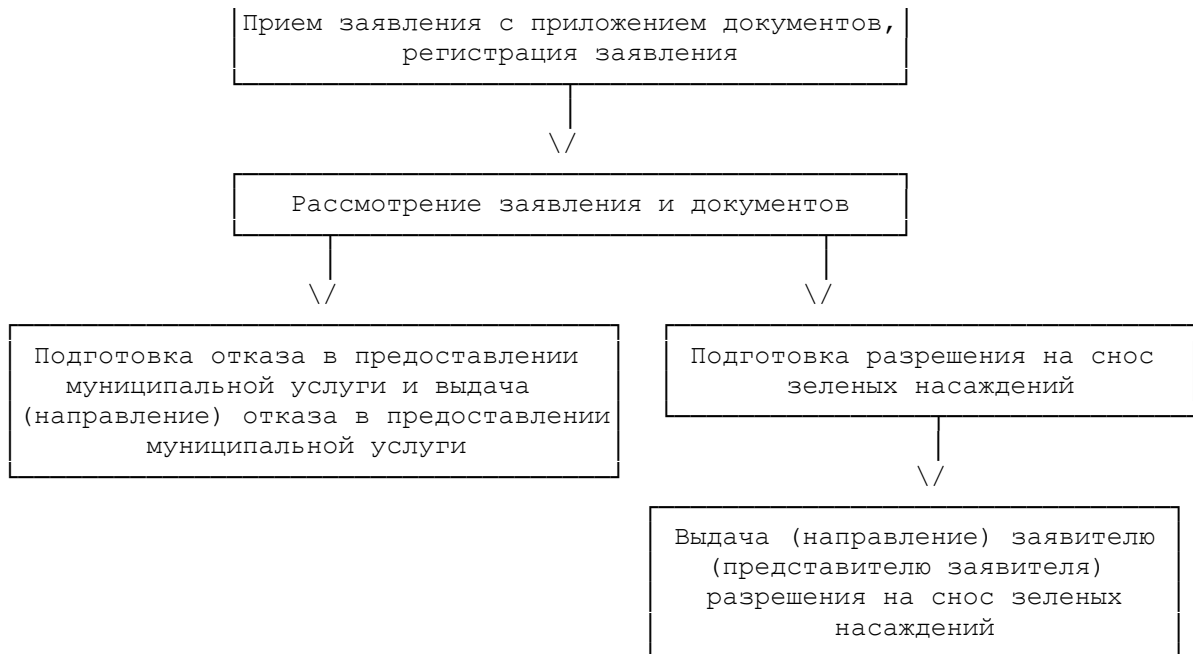 Прием заявления с приложением документов,
регистрация заявления
Рассмотрение заявления и документов
Подготовка отказа в предоставлении
муниципальной услуги и выдача
(направление) отказа в предоставлении
муниципальной услуги
Подготовка разрешения на снос
зеленых насаждений
Выдача (направление) заявителю
(представителю заявителя)
разрешения на снос зеленых
насаждений